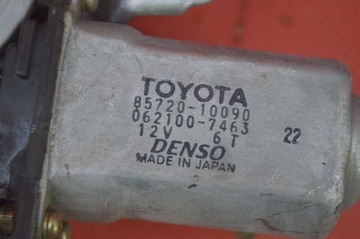 TOYOTA
85720-10090
062100-7463
12V 6T
DENSO
MADE IN JAPAN
22